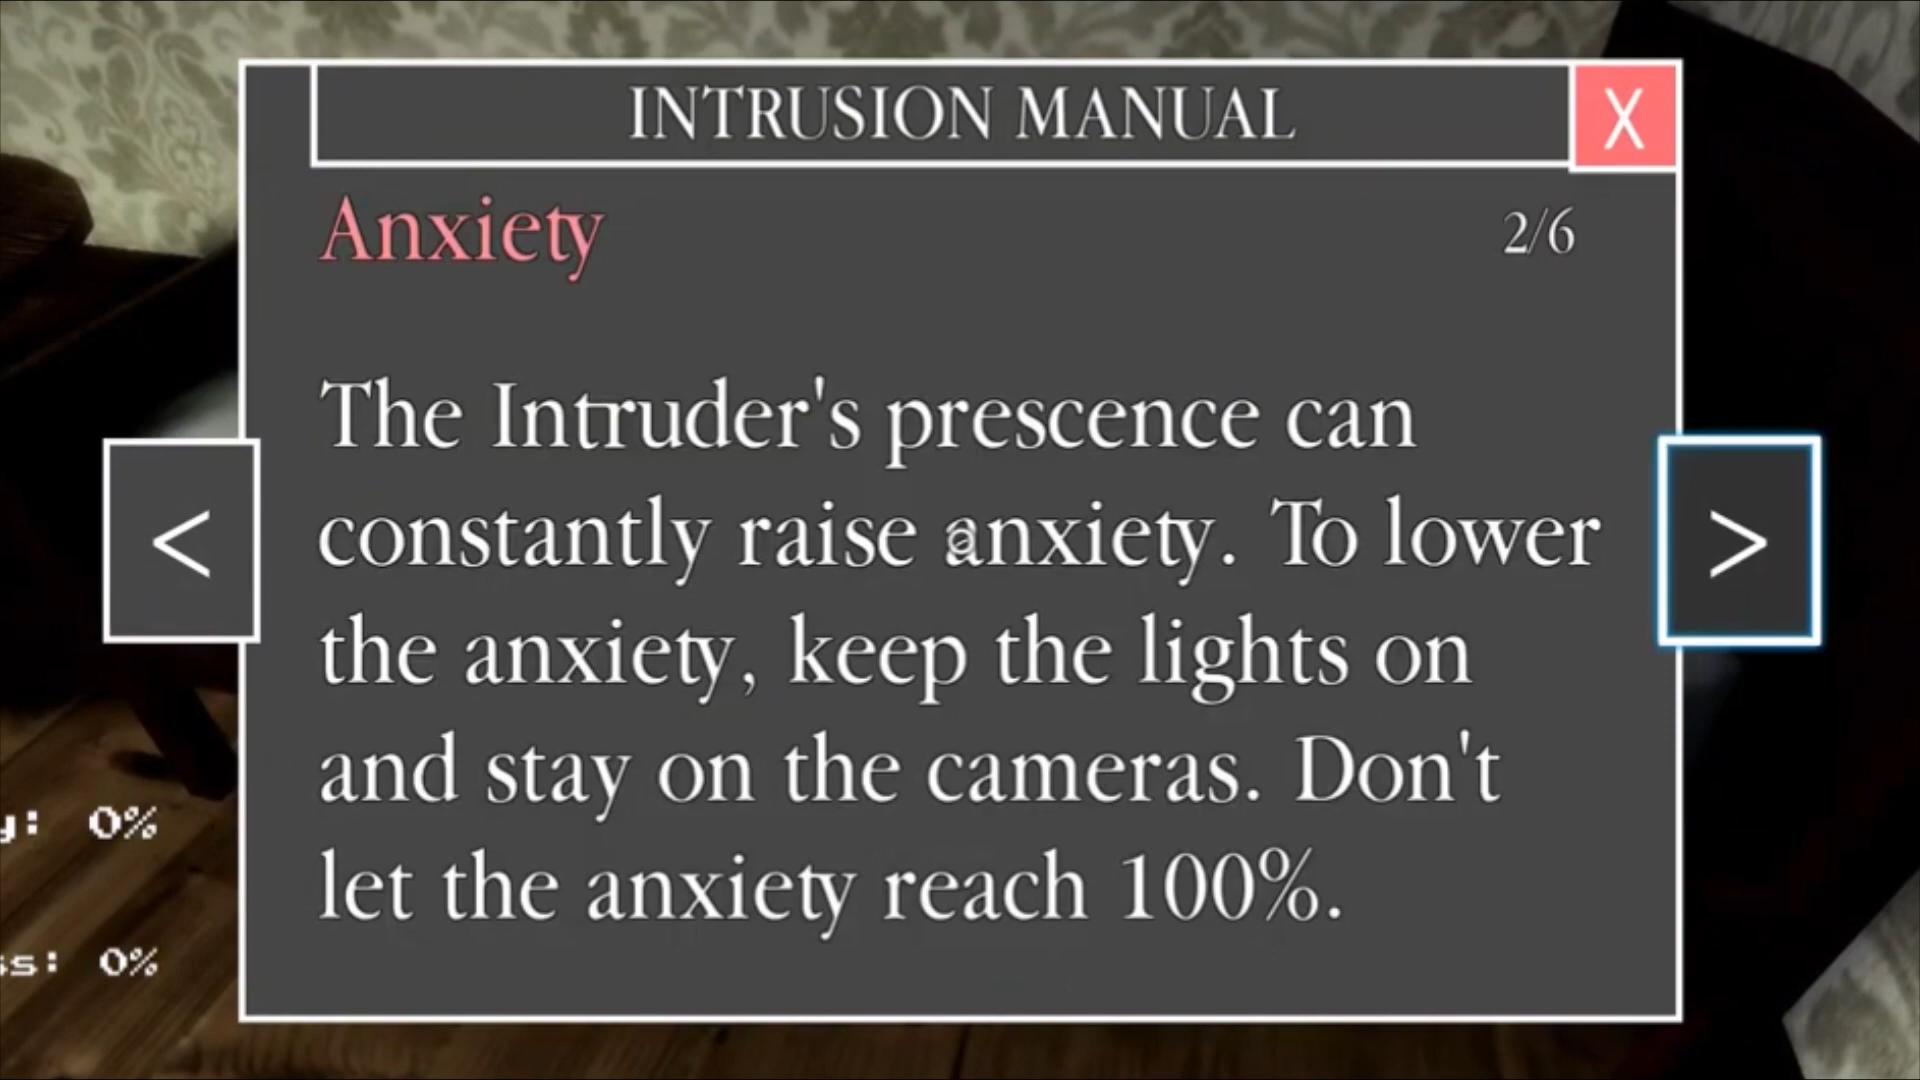 INTRUSION MANUAL
X
Anxiety
2/6
The Intruder's prescence can
constantly raise anxiety. To lower
the anxiety, keep the lights on
and stay on the cameras. Don't
let the anxiety reach 100%.
<
>
y: 0%
ss: 0%